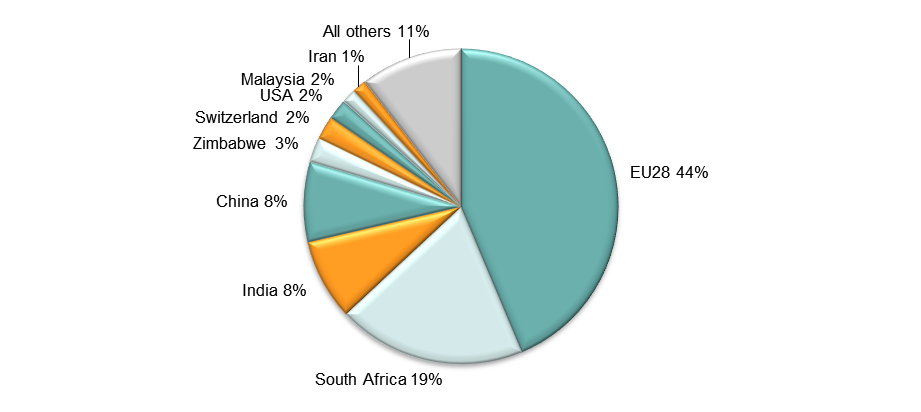 All others 11%
Iran 1%
Malaysia 2%
USA 2%
Switzerland 2%
Zimbabwe 3%
EU28 44%
China 8%
India 8%
South Africa 19%